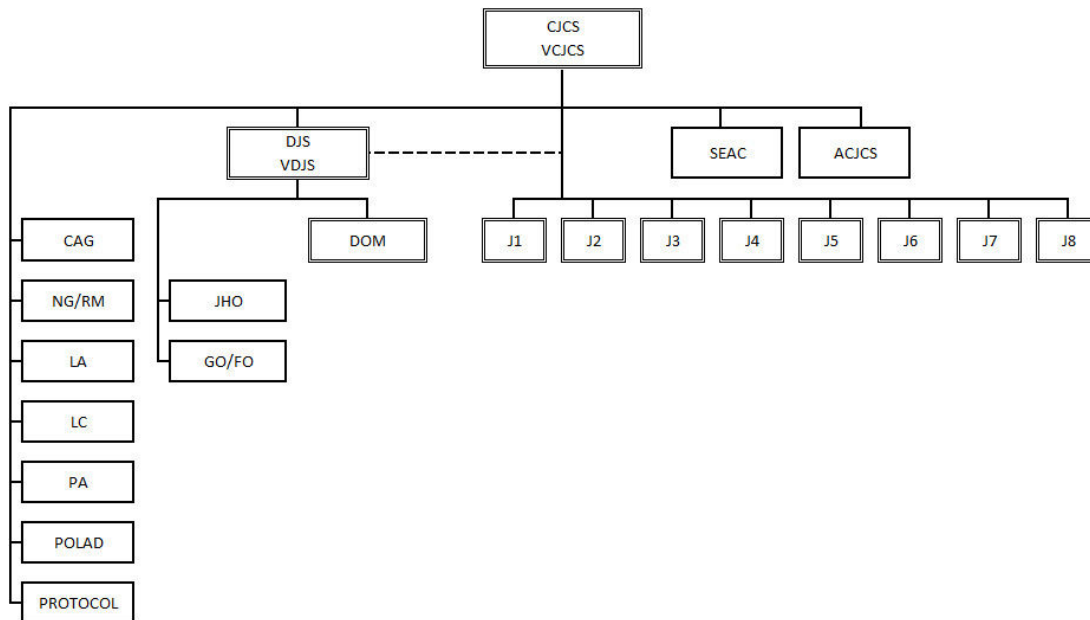 CJCS
VCJCS
DJS
VDJS
SEAC
ACJCS
CAG
DOM
J1
J2
J3
J4
J5
J6
J7
J8
NG/RM
JHO
LA
GO/FO
LC
PA
POLAD
PROTOCOL